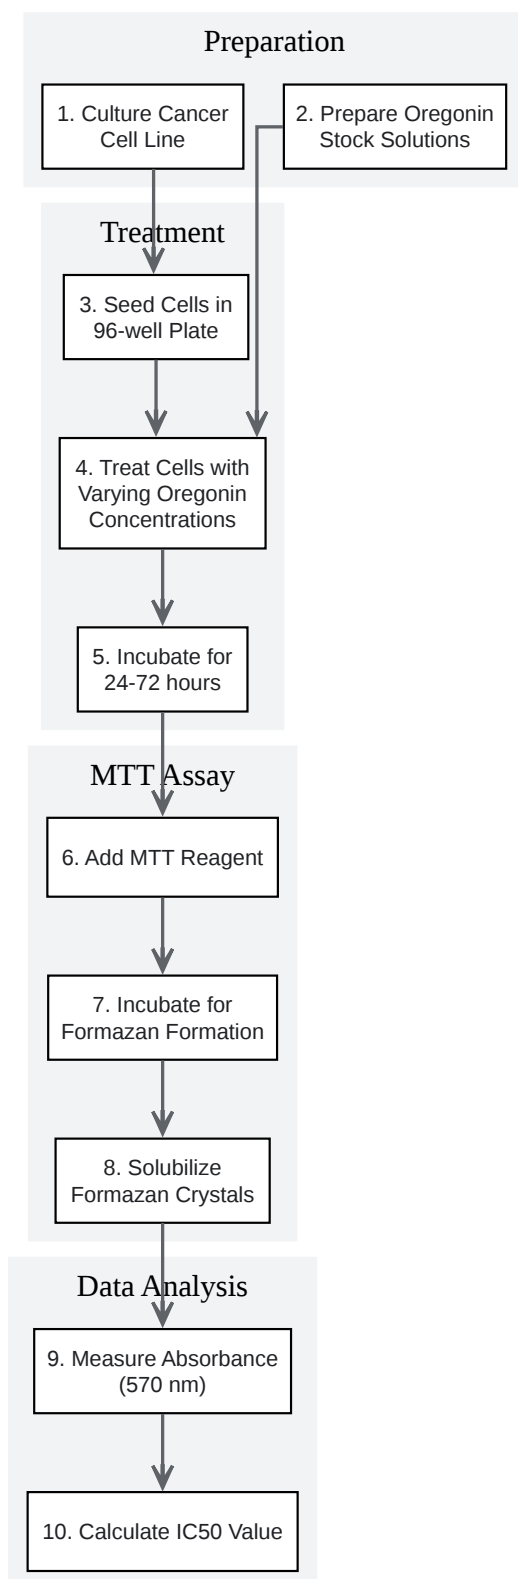 Preparation
1. Culture Cancer
Cell Line
2. Prepare Oregonin
Stock Solutions
Treatment
3. Seed Cells in
96-well Plate
4. Treat Cells with
Varying Oregonin
Concentrations
5. Incubate for
24-72 hours
MTT Assay
6. Add MTT Reagent
7. Incubate for
Formazan Formation
8. Solubilize
Formazan Crystals
Data Analysis
9. Measure Absorbance
(570 nm)
10. Calculate IC50 Value